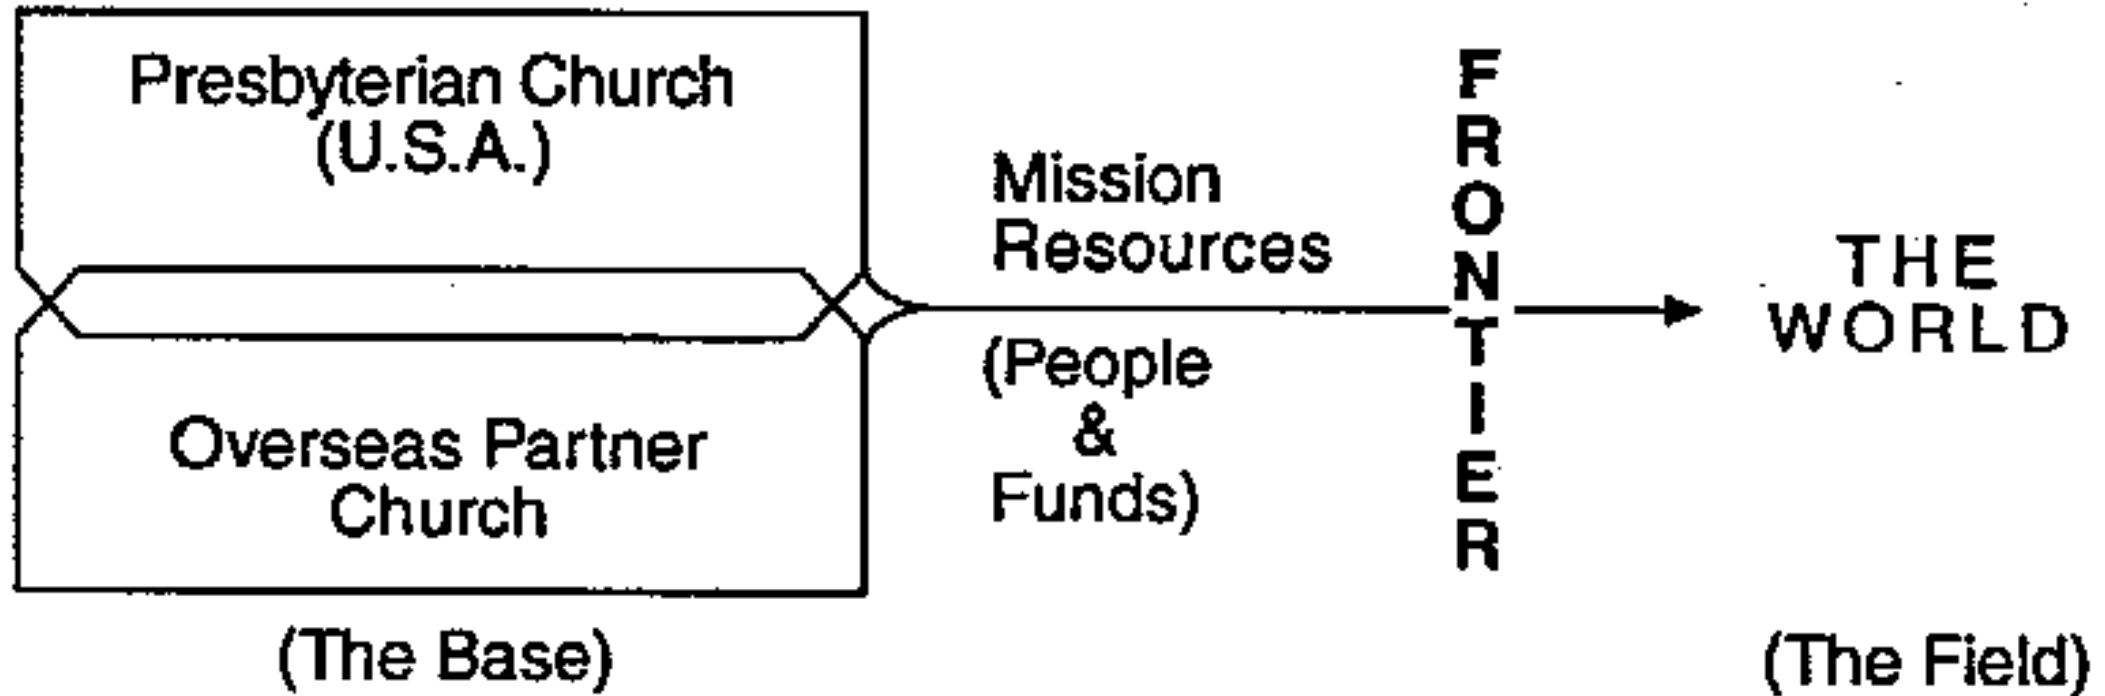 Presbyterian Church
(U.S.A.)
Overseas Partner
Church
(The Base)
Mission
Resources
(People
&
Funds)
FRONTIER
THE
WORLD
(The Field)